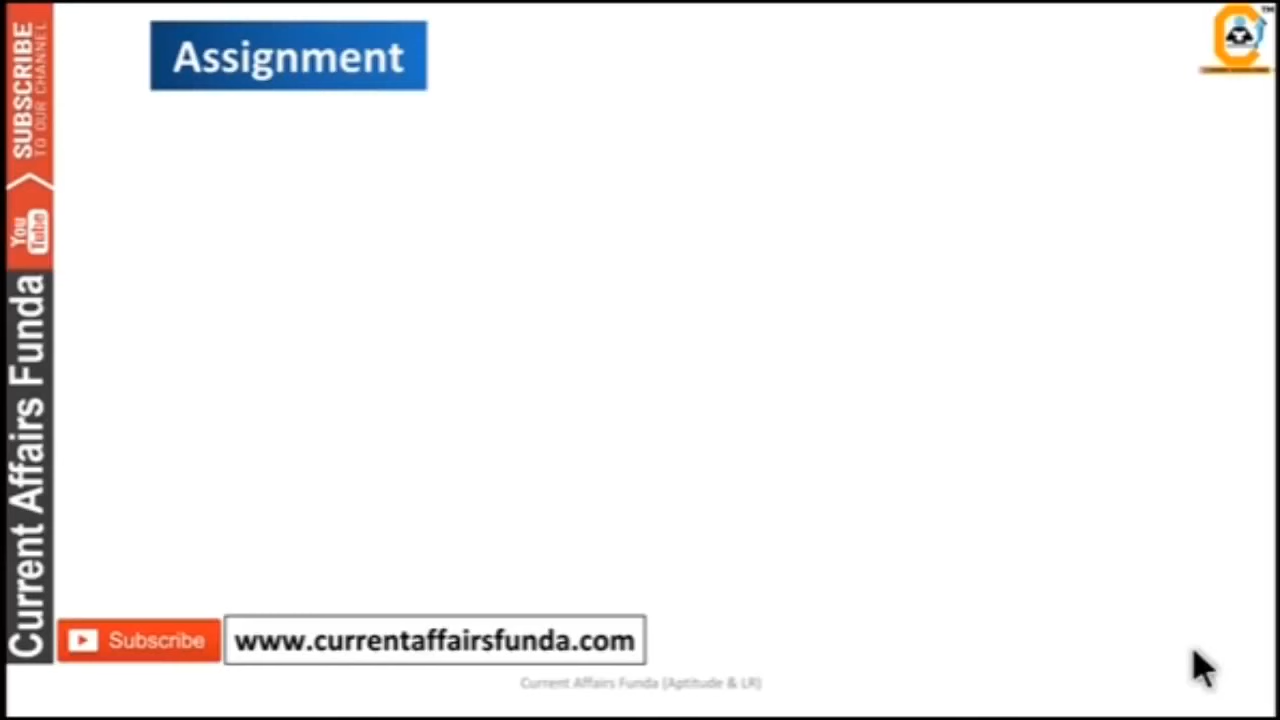 Assignment
TM
SUBSCRIBE
TO OUR CHANNEL
You
Tube
Current Affairs Funda
Subscribe
www.currentaffairsfunda.com
Current Affairs Funda (Aptitude & LR)